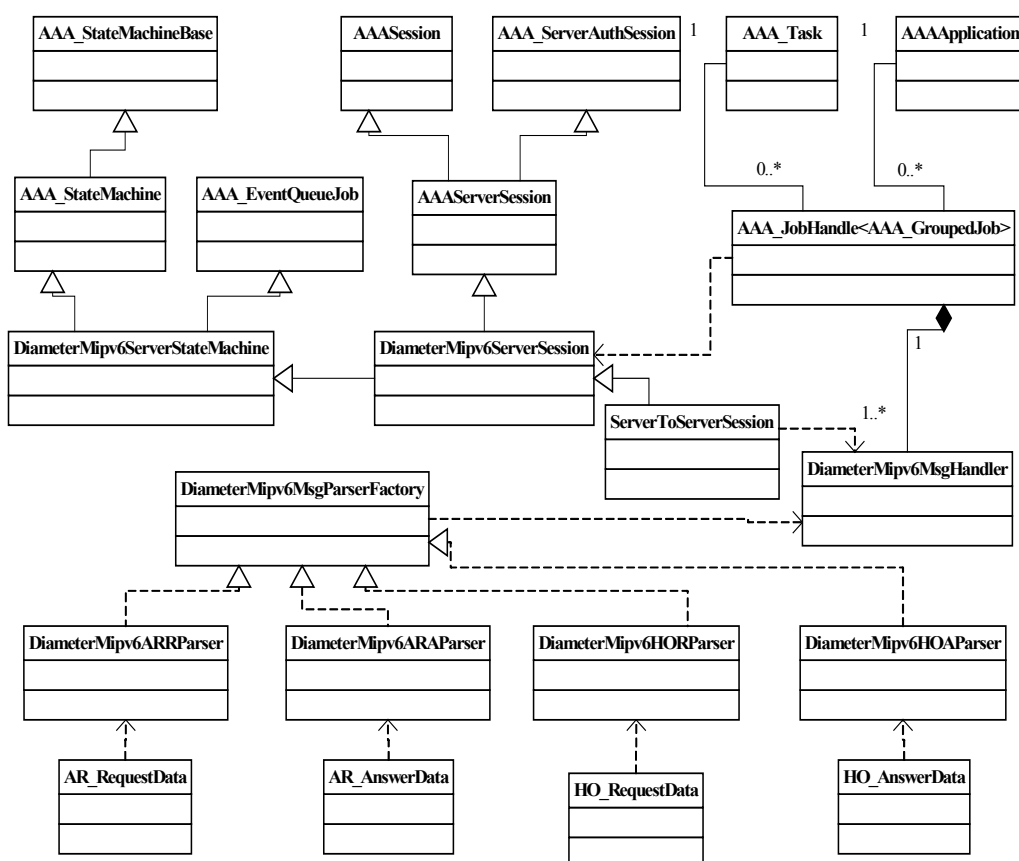 AAA_StateMachineBase
AAASession
AAA_ServerAuthSession
1
AAA_Task
1
AAAApplication
0..*
0..*
AAA_StateMachine
AAA_EventQueueJob
AAAServerSession
AAA_JobHandle<AAA_GroupedJob>
DiameterMipv6ServerStateMachine
DiameterMipv6ServerSession
1
ServerToServerSession
1..*
DiameterMipv6MsgHandler
DiameterMipv6MsgParserFactory
DiameterMipv6ARRParser
DiameterMipv6ARAParser
DiameterMipv6HORParser
DiameterMipv6HOAParser
AR_RequestData
AR_AnswerData
HO_RequestData
HO_AnswerData